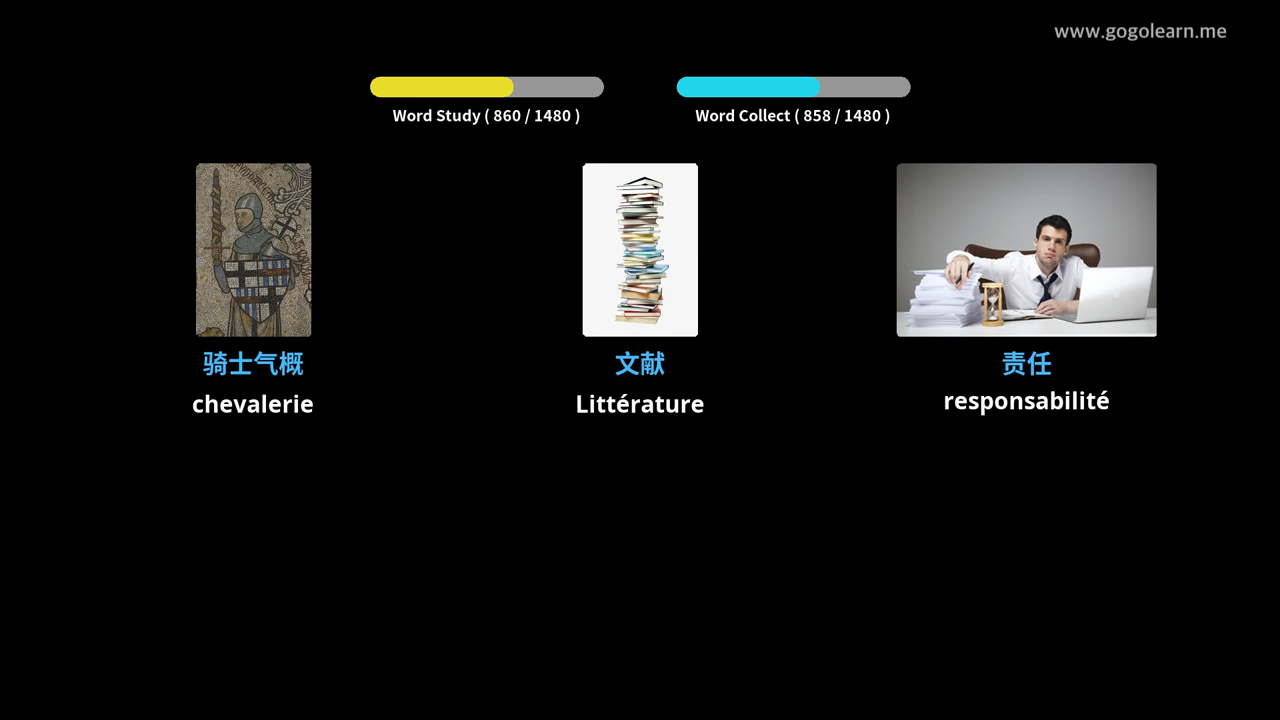 www.gogolearn.me
Word Study ( 860 / 1480 )
Word Collect ( 858 / 1480 )
骑士气概
文献
责任
chevalerie
Littérature
responsabilité